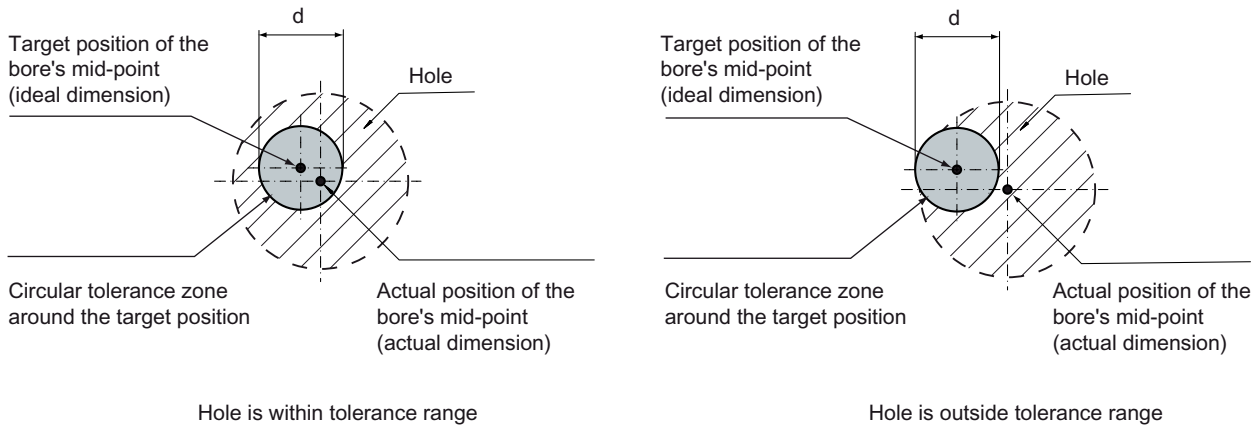 d
Target position of the
bore's mid-point
(ideal dimension)
Hole
Circular tolerance zone
around the target position
Actual position of the
bore's mid-point
(actual dimension)
Hole is within tolerance range
d
Target position of the
bore's mid-point
(ideal dimension)
Hole
Circular tolerance zone
around the target position
Actual position of the
bore's mid-point
(actual dimension)
Hole is outside tolerance range